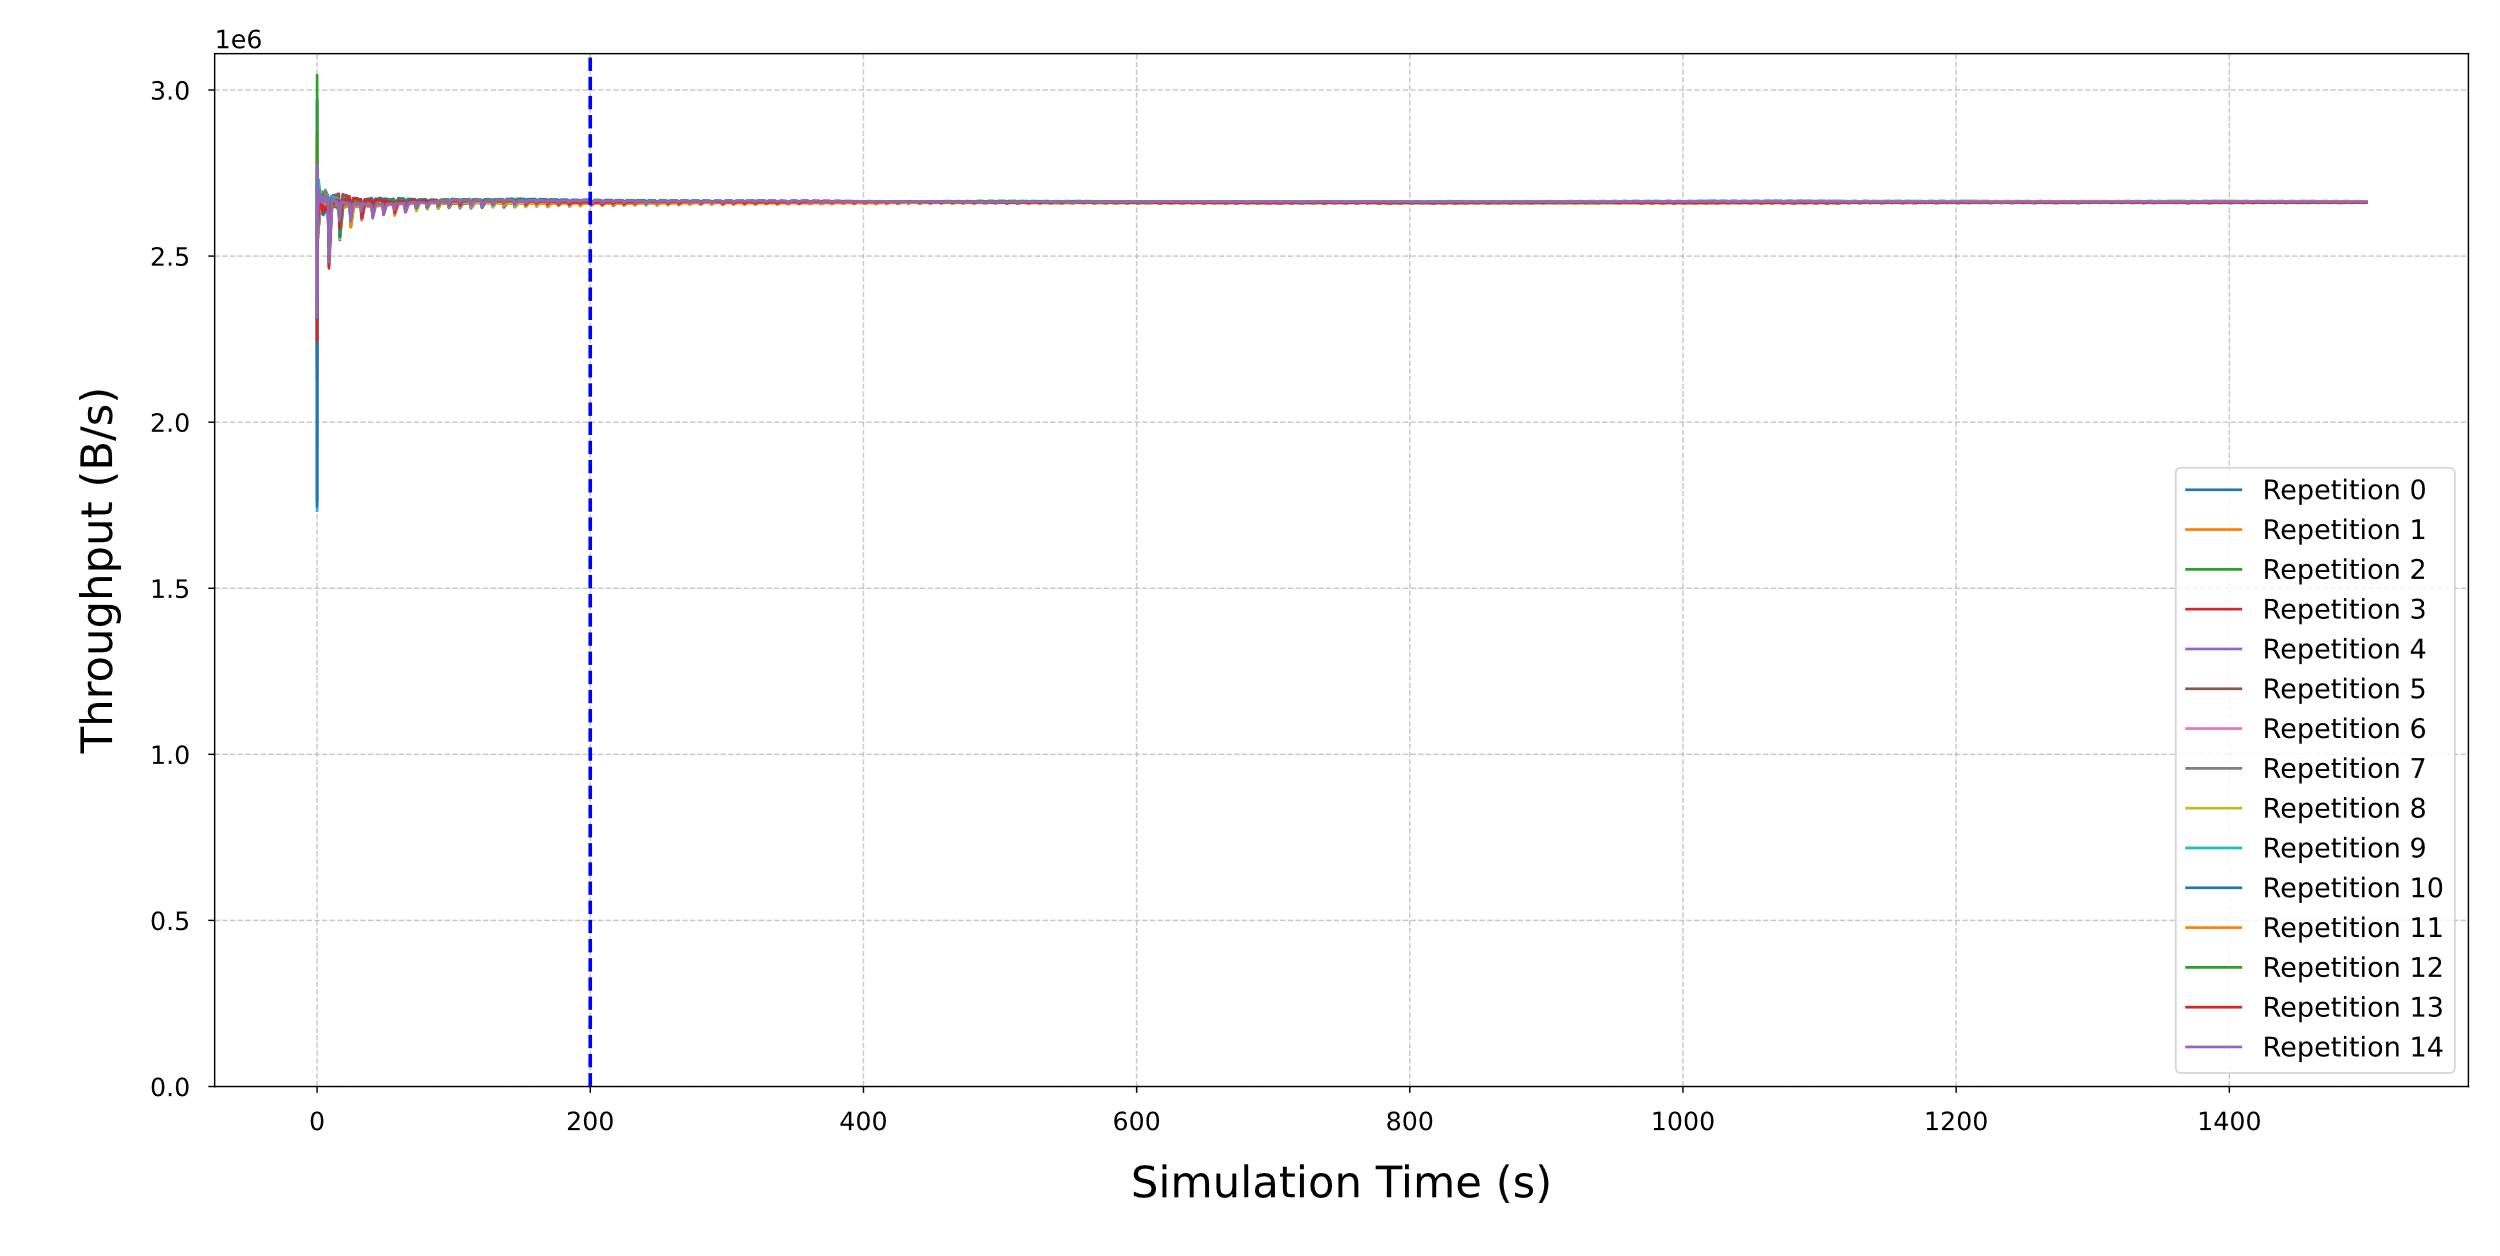 1e6
3.0
2.5
2.0
1.5
1.0
0.5
0.0
Throughput (B/s)
0 200 400 600 800 1000 1200 1400
Simulation Time (s)
Repetition 0
Repetition 1
Repetition 2
Repetition 3
Repetition 4
Repetition 5
Repetition 6
Repetition 7
Repetition 8
Repetition 9
Repetition 10
Repetition 11
Repetition 12
Repetition 13
Repetition 14